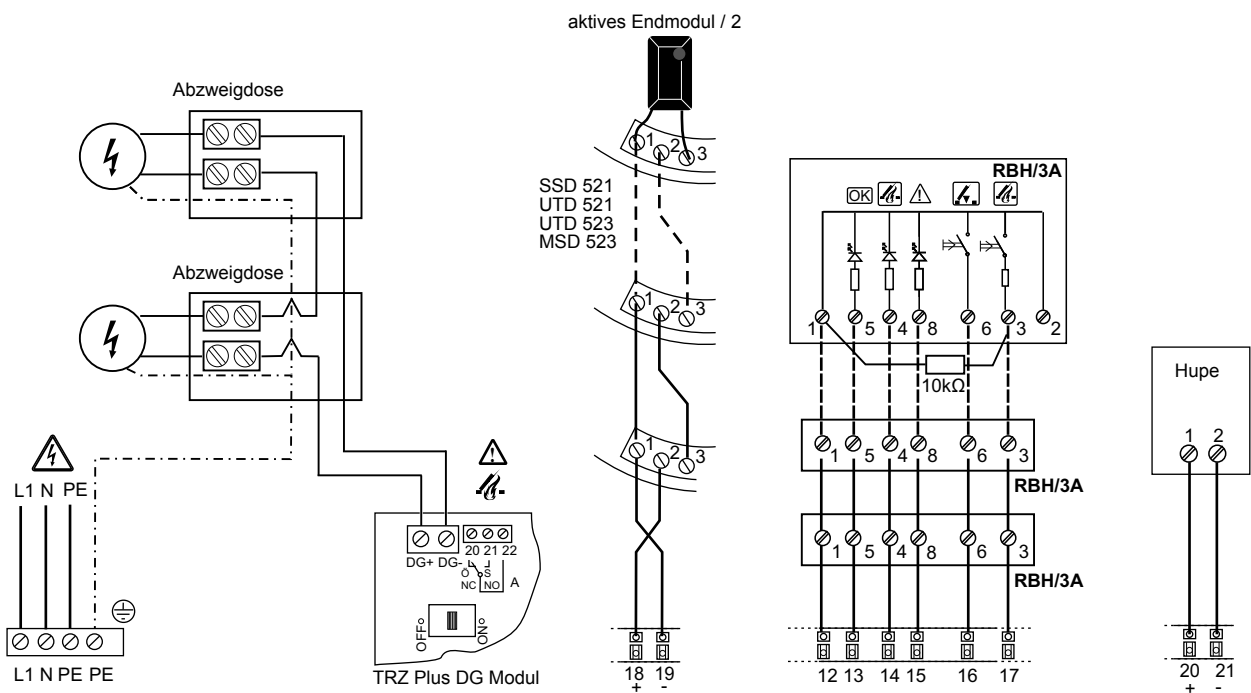 aktives Endmodul / 2
Abzweigdose
1 2 3
SSD 521
UTD 521
UTD 523
MSD 523
RBH/3A
OK
1 5 4 8 6 3 2
10kΩ
Abzweigdose
1 2 3
Hupe
1 2
1 2 3
1 5 4 8 6 3
RBH/3A
L1 N PE
DG+ DG-
20 21 22
Ö S
NC NO A
OFF
ON
1 5 4 8 6 3
RBH/3A
L1 N PE PE
TRZ Plus DG Modul
18 19
+ -
12 13 14 15 16 17
20 21
+ -